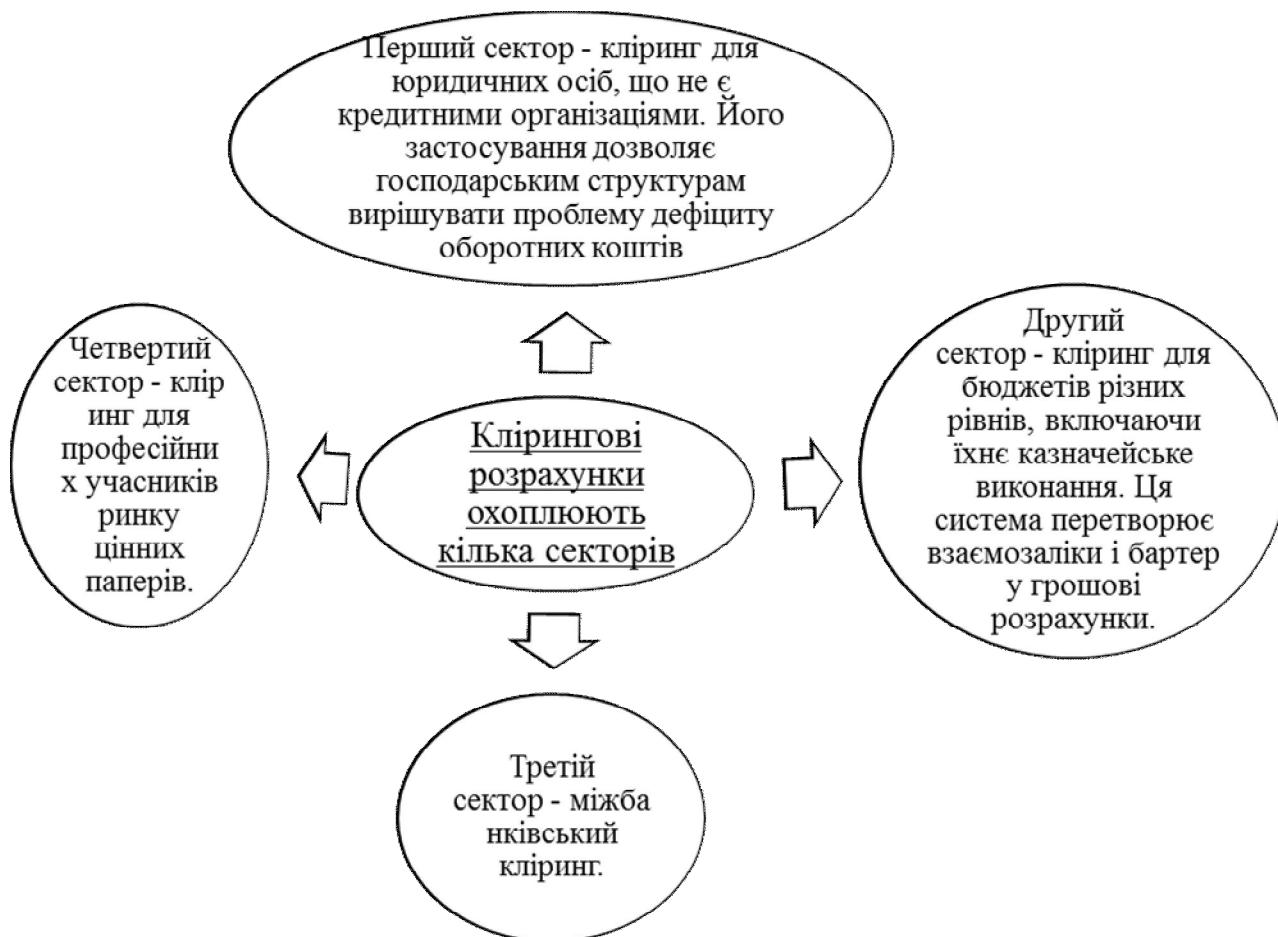 Перший сектор - кліринг для
юридичних осіб, що не є
кредитними організаціями. Його
застосування дозволяє
господарським структурам
вирішувати проблему дефіциту
оборотних коштів
Четвертий
сектор - клір
инг для
професійни
х учасників
ринку
цінних
паперів.
Клірингові
розрахунки
охоплюють
кілька секторів
Другий
сектор - кліринг для
бюджетів різних
рівнів, включаючи
їхнє казначейське
виконання. Ця
система перетворює
взаємозаліки і бартер
у грошові
розрахунки.
Третій
сектор - міжба
нківський
кліринг.